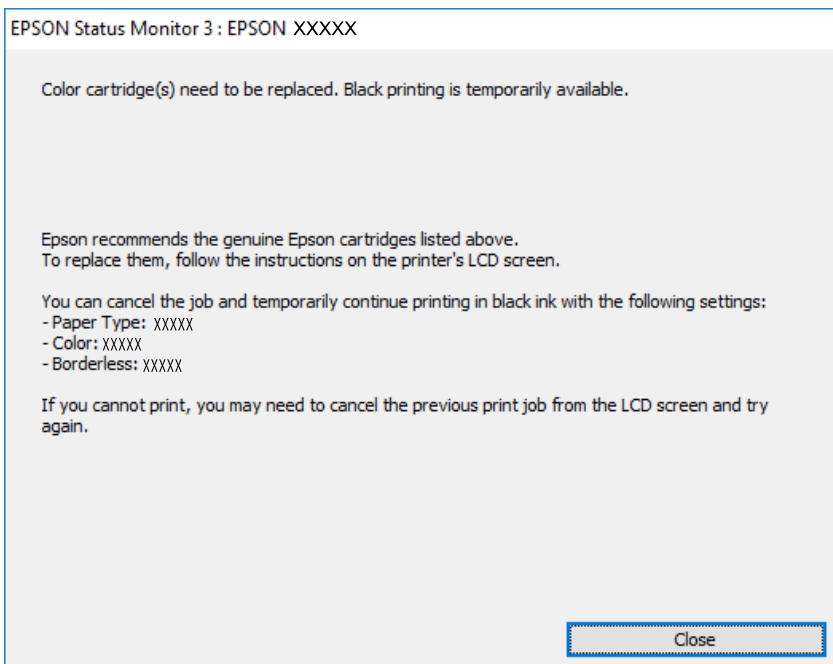 EPSON Status Monitor 3 : EPSON XXXXX
Color cartridge(s) need to be replaced. Black printing is temporarily available.
Epson recommends the genuine Epson cartridges listed above.
To replace them, follow the instructions on the printer's LCD screen.
You can cancel the job and temporarily continue printing in black ink with the following settings:
- Paper Type: XXXXX
- Color: XXXXX
- Borderless: XXXXX
If you cannot print, you may need to cancel the previous print job from the LCD screen and try
again.
Close